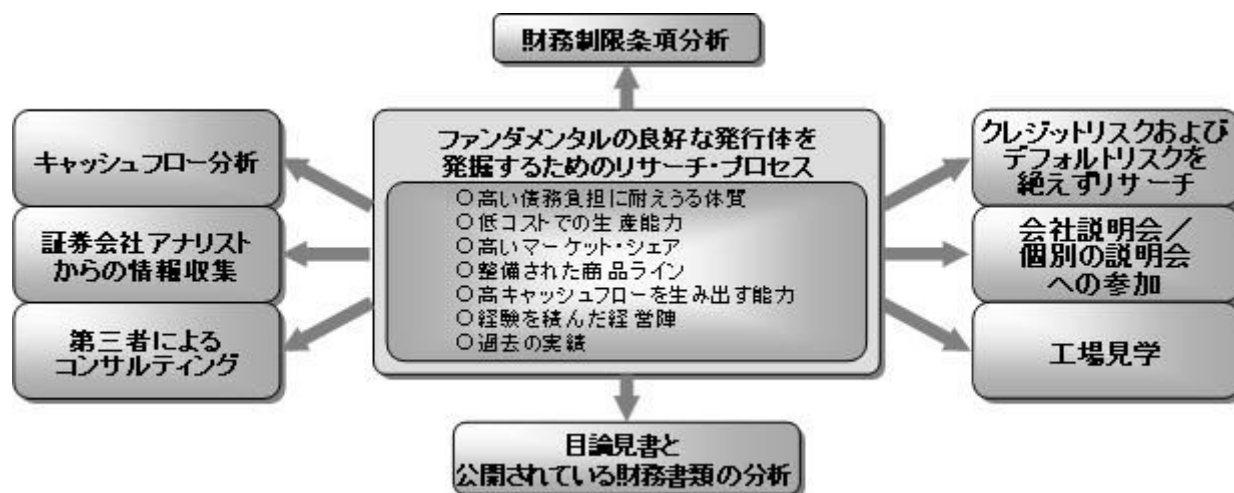 財務制限条項分析
キャッシュフロー分析
証券会社アナリスト
からの情報収集
第三者による
コンサルティング
ファンダメンタルの良好な発行体を
発掘するためのリサーチ・プロセス
○高い債務負担に耐えうる体質
○低コストでの生産能力
○高いマーケット・シェア
○整備された商品ライン
○高キャッシュフローを生み出す能力
○経験を積んだ経営陣
○過去の実績
クレジットリスクおよび
デフォルトリスクを
絶えずリサーチ
会社説明会／
個別の説明会
への参加
工場見学
目論見書と
公開されている財務書類の分析